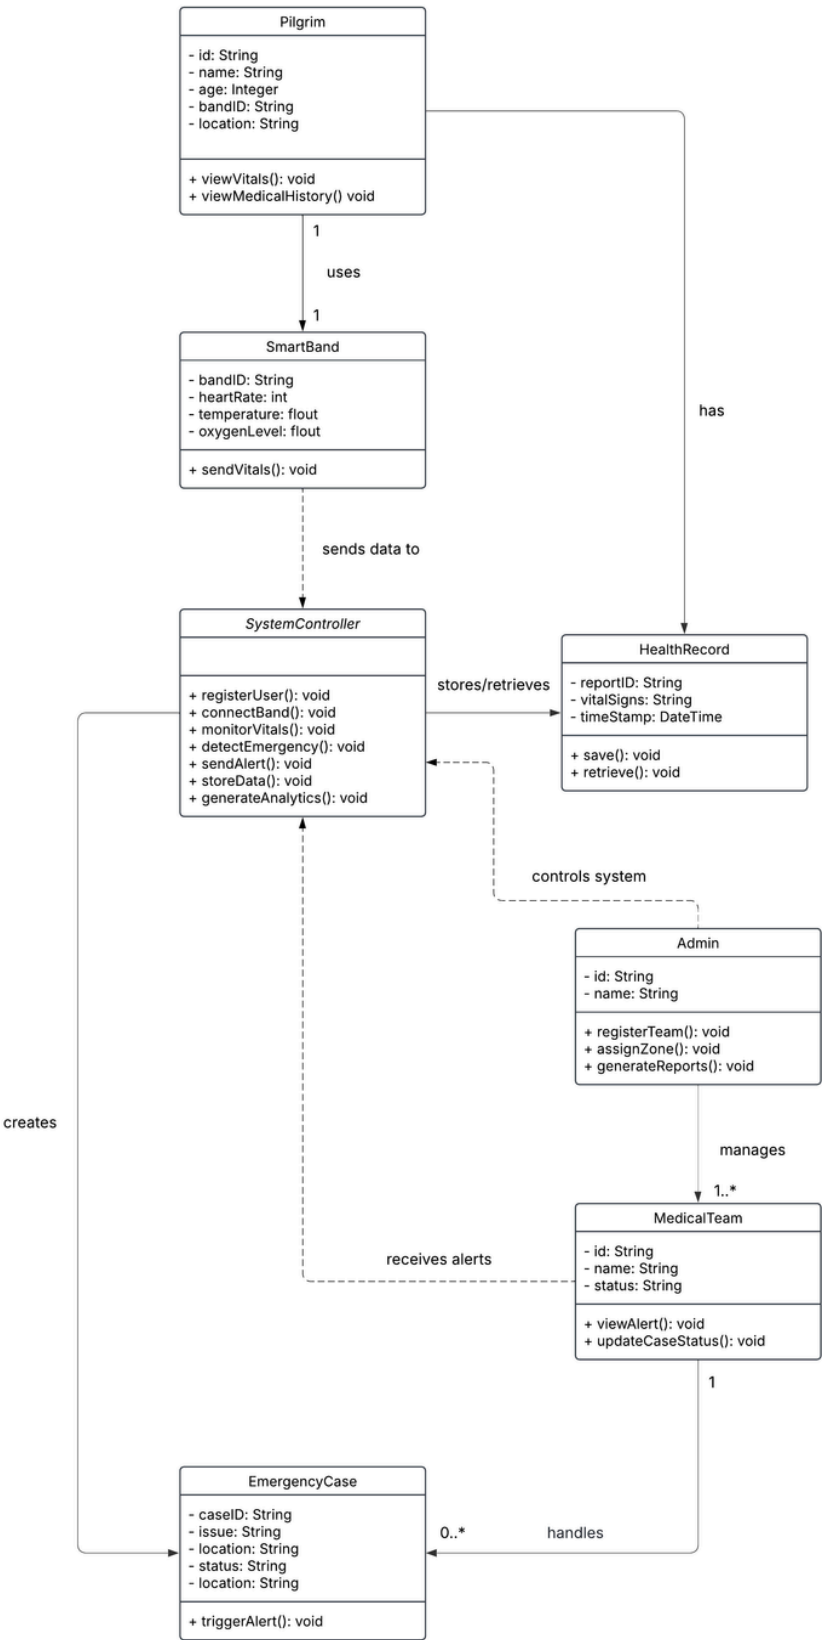 Pilgrim
- id: String
- name: String
- age: Integer
- bandID: String
- location: String
+ viewVitals(): void
+ viewMedicalHistory() void
1
uses
1
SmartBand
- bandID: String
- heartRate: int
- temperature: flout
- oxygenLevel: flout
+ sendVitals(): void
has
sends data to
SystemController
+ registerUser(): void
+ connectBand(): void
+ monitorVitals(): void
+ detectEmergency(): void
+ sendAlert(): void
+ storeData(): void
+ generateAnalytics(): void
stores/retrieves
HealthRecord
- reportID: String
- vitalSigns: String
- timeStamp: DateTime
+ save(): void
+ retrieve(): void
controls system
Admin
- id: String
- name: String
+ registerTeam(): void
+ assignZone(): void
+ generateReports(): void
creates
manages
1..*
MedicalTeam
- id: String
- name: String
- status: String
+ viewAlert(): void
+ updateCaseStatus(): void
receives alerts
1
EmergencyCase
- caseID: String
- issue: String
- location: String
- status: String
- location: String
+ triggerAlert(): void
0..*
handles